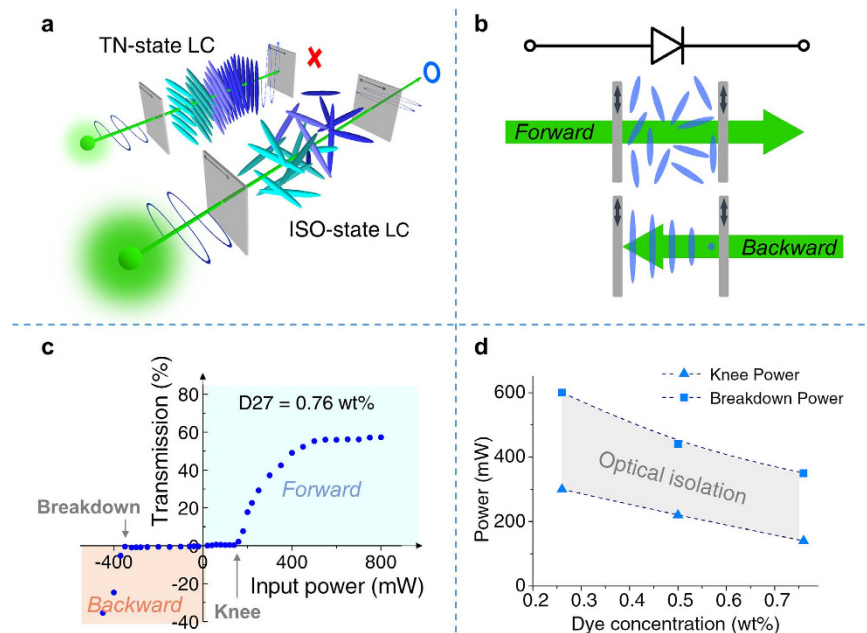 a
TN-state LC
ISO-state LC
b
Forward
Backward
c
Transmission (%)
80
60
40
20
0
-20
-40
D27 = 0.76 wt%
Forward
Breakdown
-400
0
400
800
Input power (mW)
Backward
Knee
d
Knee Power
Breakdown Power
Power (mW)
600
400
200
0
Optical isolation
0.2 0.3 0.4 0.5 0.6 0.7 0.8
Dye concentration (wt%)